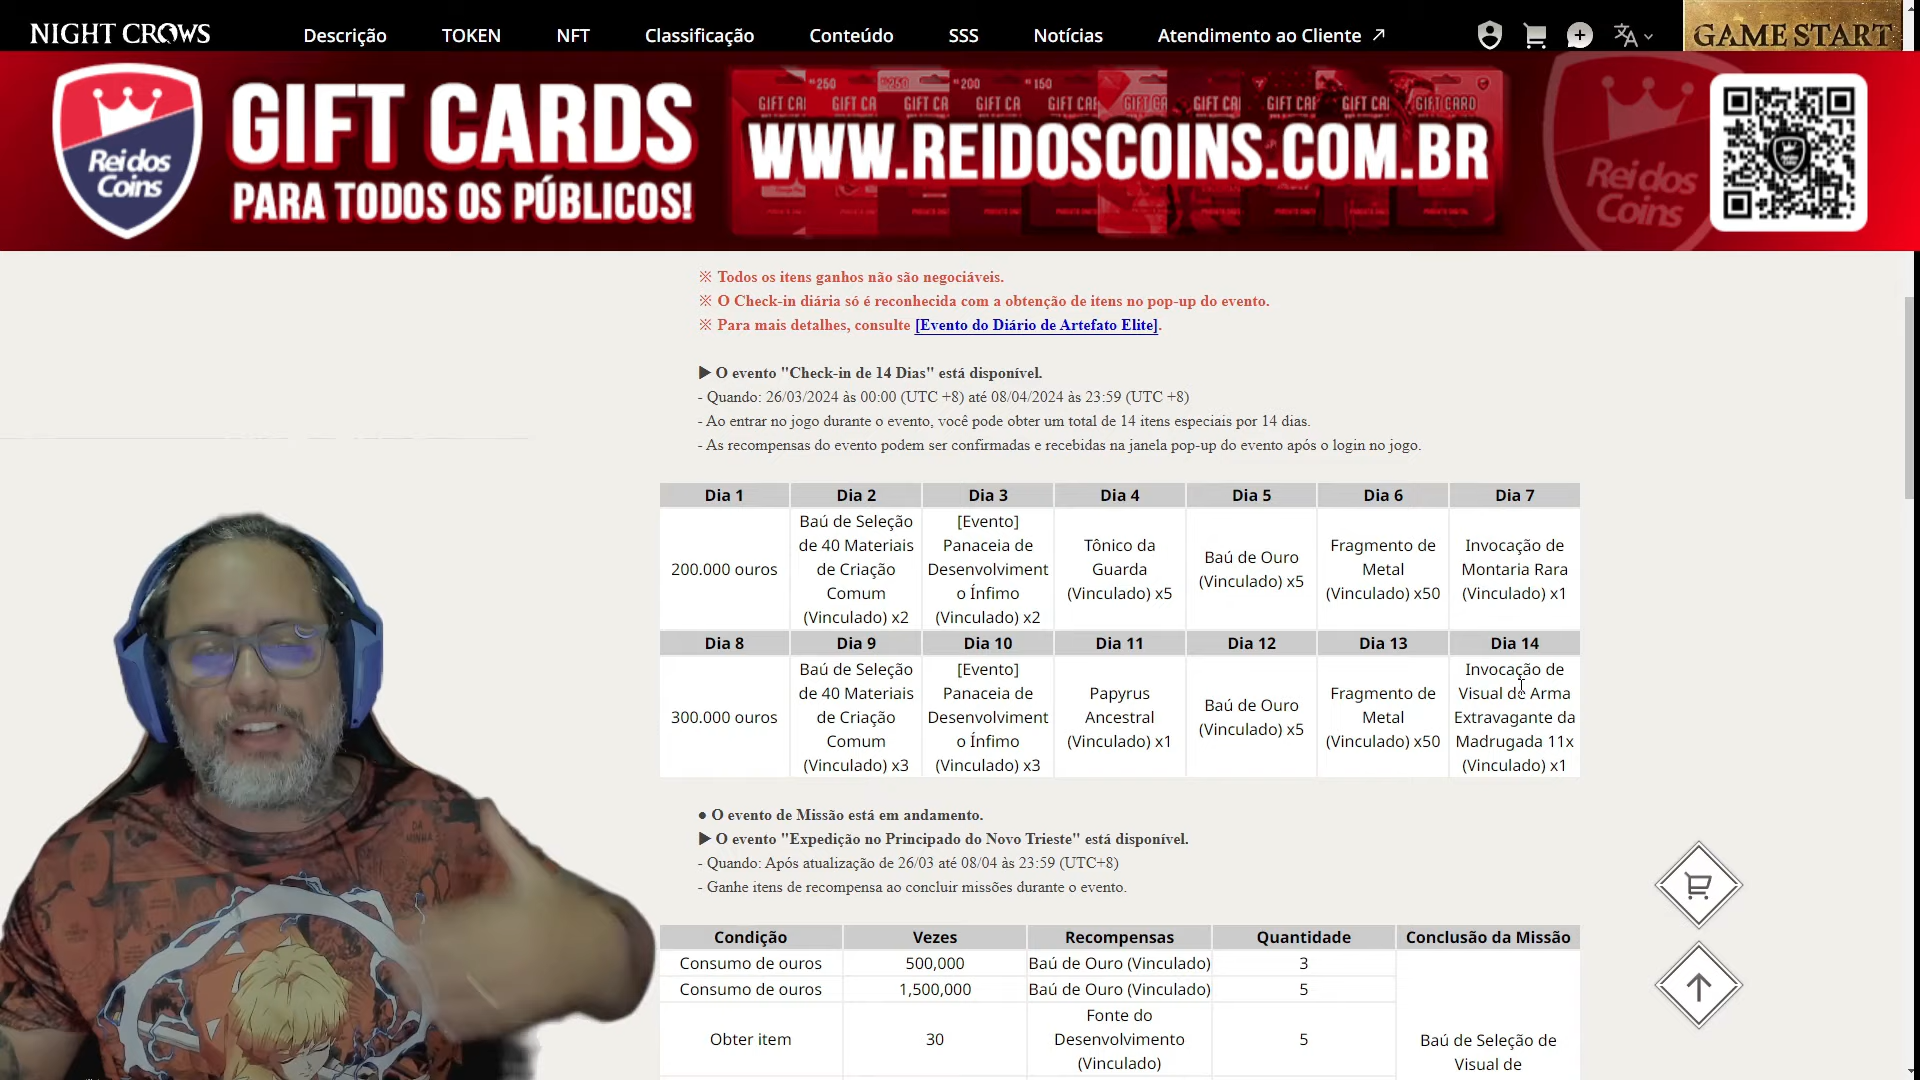 NIGHT CROWS
Descrição
TOKEN
NFT
Classificação
Conteúdo
SSS
Notícias
Atendimento ao Cliente
GAME START
Rei dos
Coins
GIFT CARDS
PARA TODOS OS PÚBLICOS!
WWW.REIDOSCOINS.COM.BR
Rei dos
Coins
※ Todos os itens ganhos não são negociáveis.
※ O Check-in diária só é reconhecida com a obtenção de itens no pop-up do evento.
※ Para mais detalhes, consulte [Evento do Diário de Artefato Elite].
▶ O evento "Check-in de 14 Dias" está disponível.
- Quando: 26/03/2024 às 00:00 (UTC +8) até 08/04/2024 às 23:59 (UTC +8)
- Ao entrar no jogo durante o evento, você pode obter um total de 14 itens especiais por 14 dias.
- As recompensas do evento podem ser confirmadas e recebidas na janela pop-up do evento após o login no jogo.
Dia 1
Dia 2
Dia 3
Dia 4
Dia 5
Dia 6
Dia 7
200.000 ouros
Baú de Seleção
de 40 Materiais
de Criação
Comum
(Vinculado) x2
[Evento]
Panaceia de
Desenvolviment
o Ínfimo
(Vinculado) x2
Tônico da
Guarda
(Vinculado) x5
Baú de Ouro
(Vinculado) x5
Fragmento de
Metal
(Vinculado) x50
Invocação de
Montaria Rara
(Vinculado) x1
Dia 8
Dia 9
Dia 10
Dia 11
Dia 12
Dia 13
Dia 14
300.000 ouros
Baú de Seleção
de 40 Materiais
de Criação
Comum
(Vinculado) x3
[Evento]
Panaceia de
Desenvolviment
o Ínfimo
(Vinculado) x3
Papyrus
Ancestral
(Vinculado) x1
Baú de Ouro
(Vinculado) x5
Fragmento de
Metal
(Vinculado) x50
Invocação de
Visual de Arma
Extravagante da
Madrugada 11x
(Vinculado) x1
● O evento de Missão está em andamento.
▶ O evento "Expedição no Principado do Novo Trieste" está disponível.
- Quando: Após atualização de 26/03 até 08/04 às 23:59 (UTC+8)
- Ganhe itens de recompensa ao concluir missões durante o evento.
Condição
Vezes
Recompensas
Quantidade
Conclusão da Missão
Consumo de ouros
500,000
Baú de Ouro (Vinculado)
3
Consumo de ouros
1,500,000
Baú de Ouro (Vinculado)
5
Obter item
30
Fonte do
Desenvolvimento
(Vinculado)
5
Baú de Seleção de
Visual de